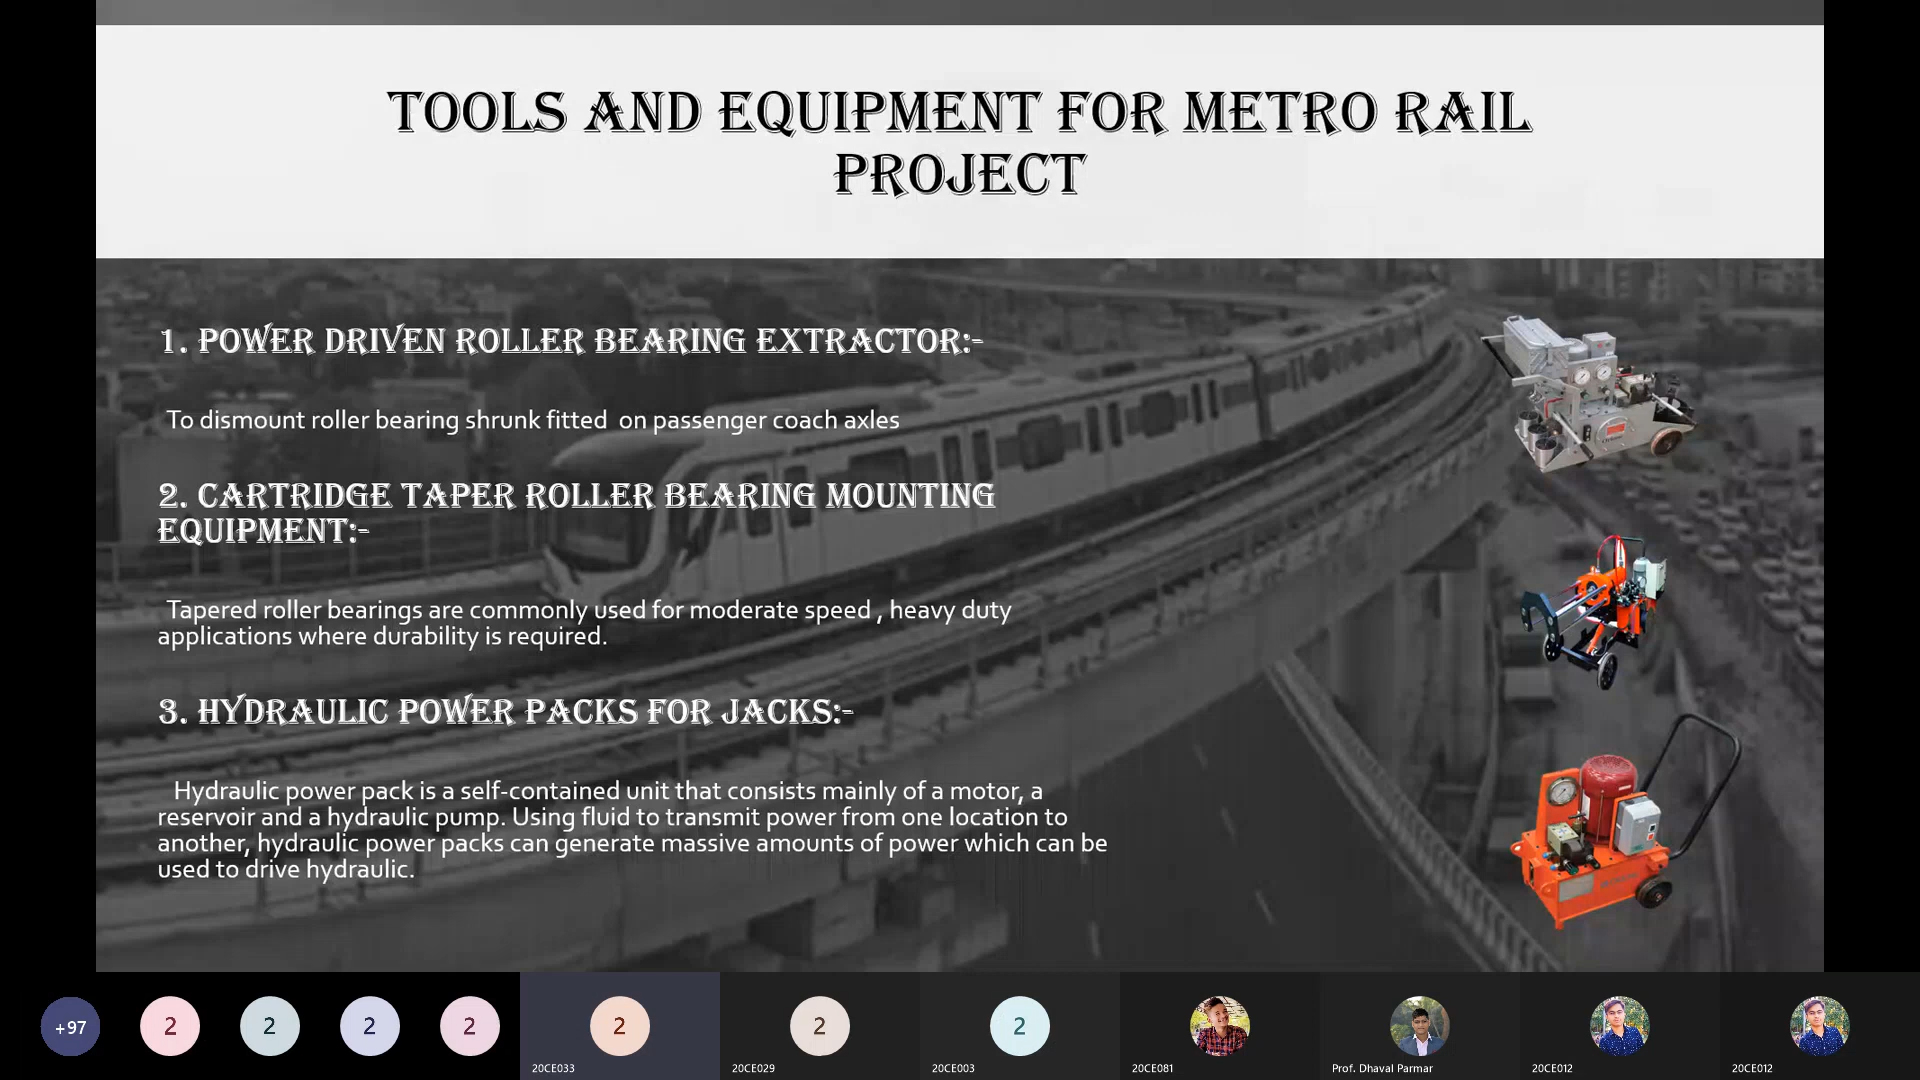 TOOLS AND EQUIPMENT FOR METRO RAIL
PROJECT
1. POWER DRIVEN ROLLER BEARING EXTRACTOR:-
To dismount roller bearing shrunk fitted on passenger coach axles
2. CARTRIDGE TAPER ROLLER BEARING MOUNTING
EQUIPMENT:-
Tapered roller bearings are commonly used for moderate speed , heavy duty
applications where durability is required.
3. HYDRAULIC POWER PACKS FOR JACKS:-
Hydraulic power pack is a self-contained unit that consists mainly of a motor, a
reservoir and a hydraulic pump. Using fluid to transmit power from one location to
another, hydraulic power packs can generate massive amounts of power which can be
used to drive hydraulic.
+97 2 2 2 2 2 2 2
20CE033 20CE029 20CE003 20CE081 Prof. Dhaval Parmar 20CE012 20CE012